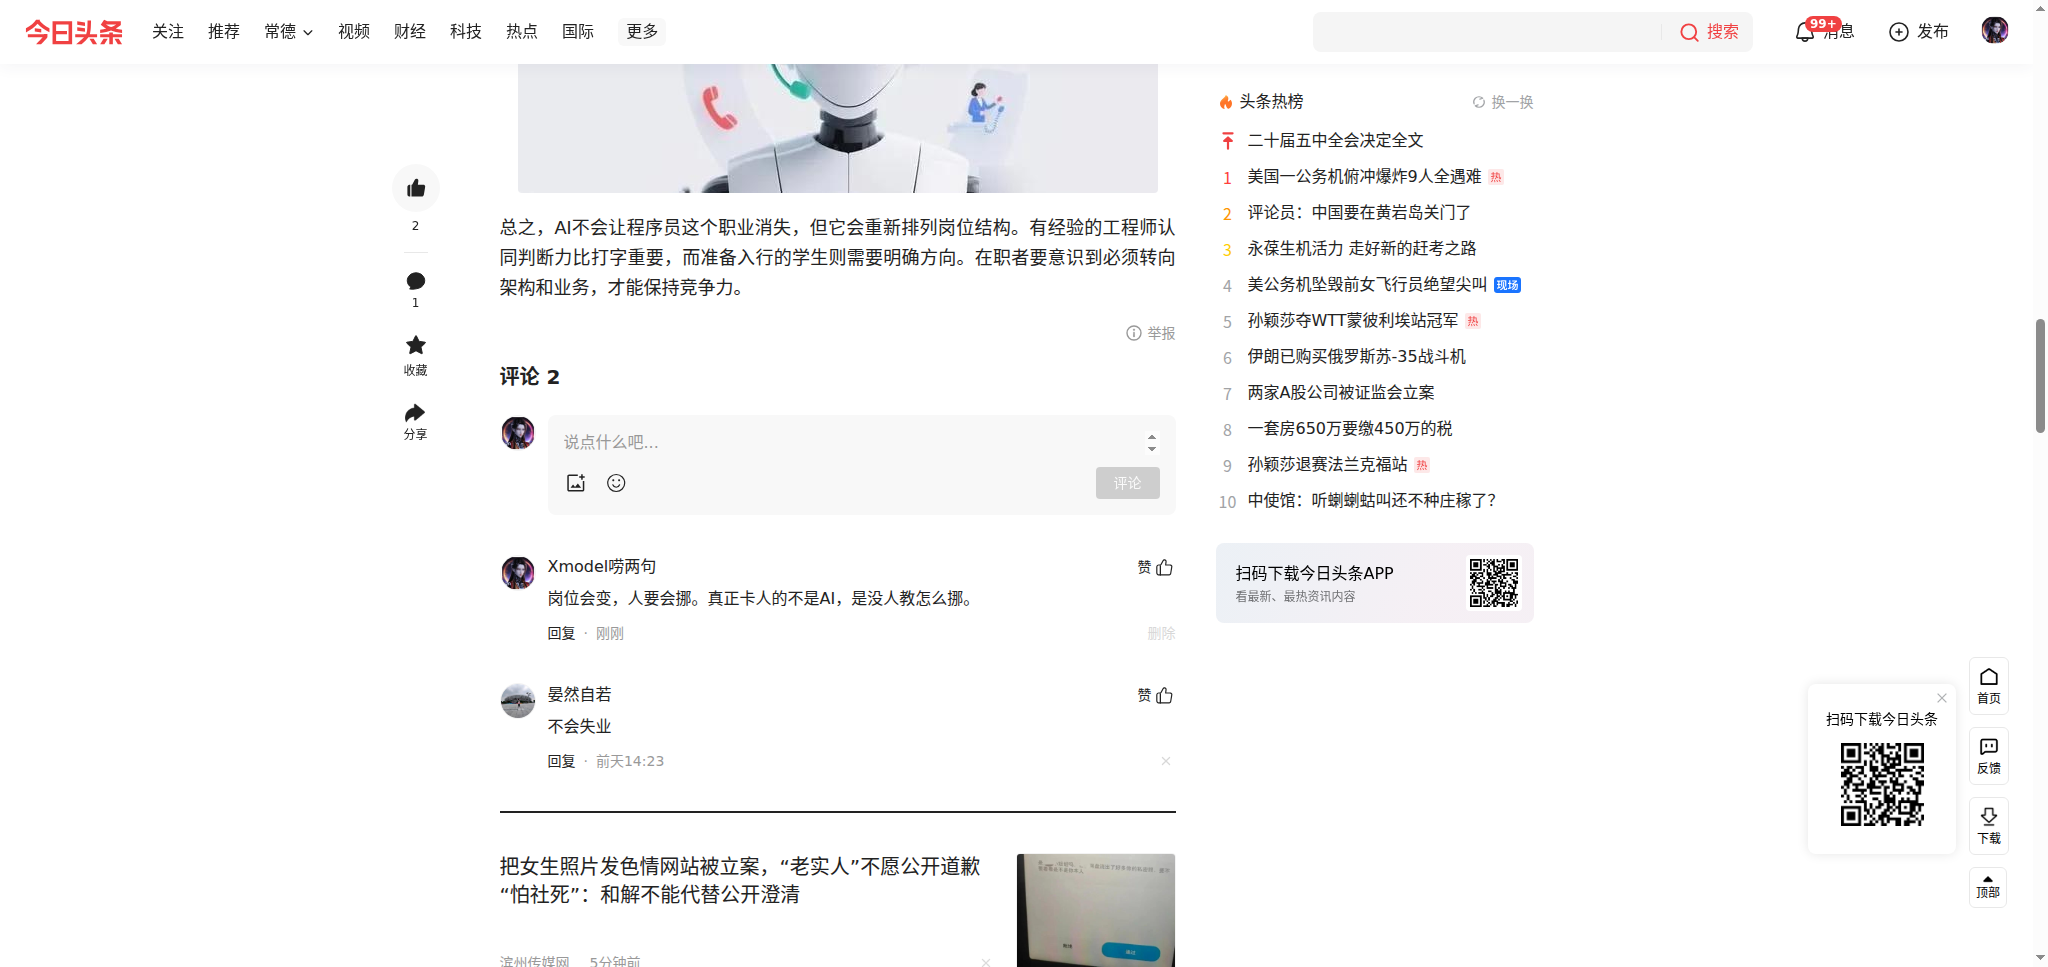 今日头条
关注 推荐 常德 视频 财经 科技 热点 国际 更多
搜索
99+
消息
发布
2
1
收藏
分享
总之，AI不会让程序员这个职业消失，但它会重新排列岗位结构。有经验的工程师认
同判断力比打字重要，而准备入行的学生则需要明确方向。在职者要意识到必须转向
架构和业务，才能保持竞争力。
举报
评论 2
说点什么吧...
评论
Xmodel唠两句
赞
岗位会变，人要会挪。真正卡人的不是AI，是没人教怎么挪。
回复 · 刚刚
删除
晏然自若
赞
不会失业
回复 · 前天14:23
把女生照片发色情网站被立案，“老实人”不愿公开道歉
“怕社死”：和解不能代替公开澄清
滨州传媒网 5分钟前
头条热榜
换一换
二十届五中全会决定全文
1 美国一公务机俯冲爆炸9人全遇难 热
2 评论员：中国要在黄岩岛关门了
3 永葆生机活力 走好新的赶考之路
4 美公务机坠毁前女飞行员绝望尖叫 现场
5 孙颖莎夺WTT蒙彼利埃站冠军 热
6 伊朗已购买俄罗斯苏-35战斗机
7 两家A股公司被证监会立案
8 一套房650万要缴450万的税
9 孙颖莎退赛法兰克福站 热
10 中使馆：听蝲蝲蛄叫还不种庄稼了？
扫码下载今日头条APP
看最新、最热资讯内容
扫码下载今日头条
首页
反馈
下载
顶部